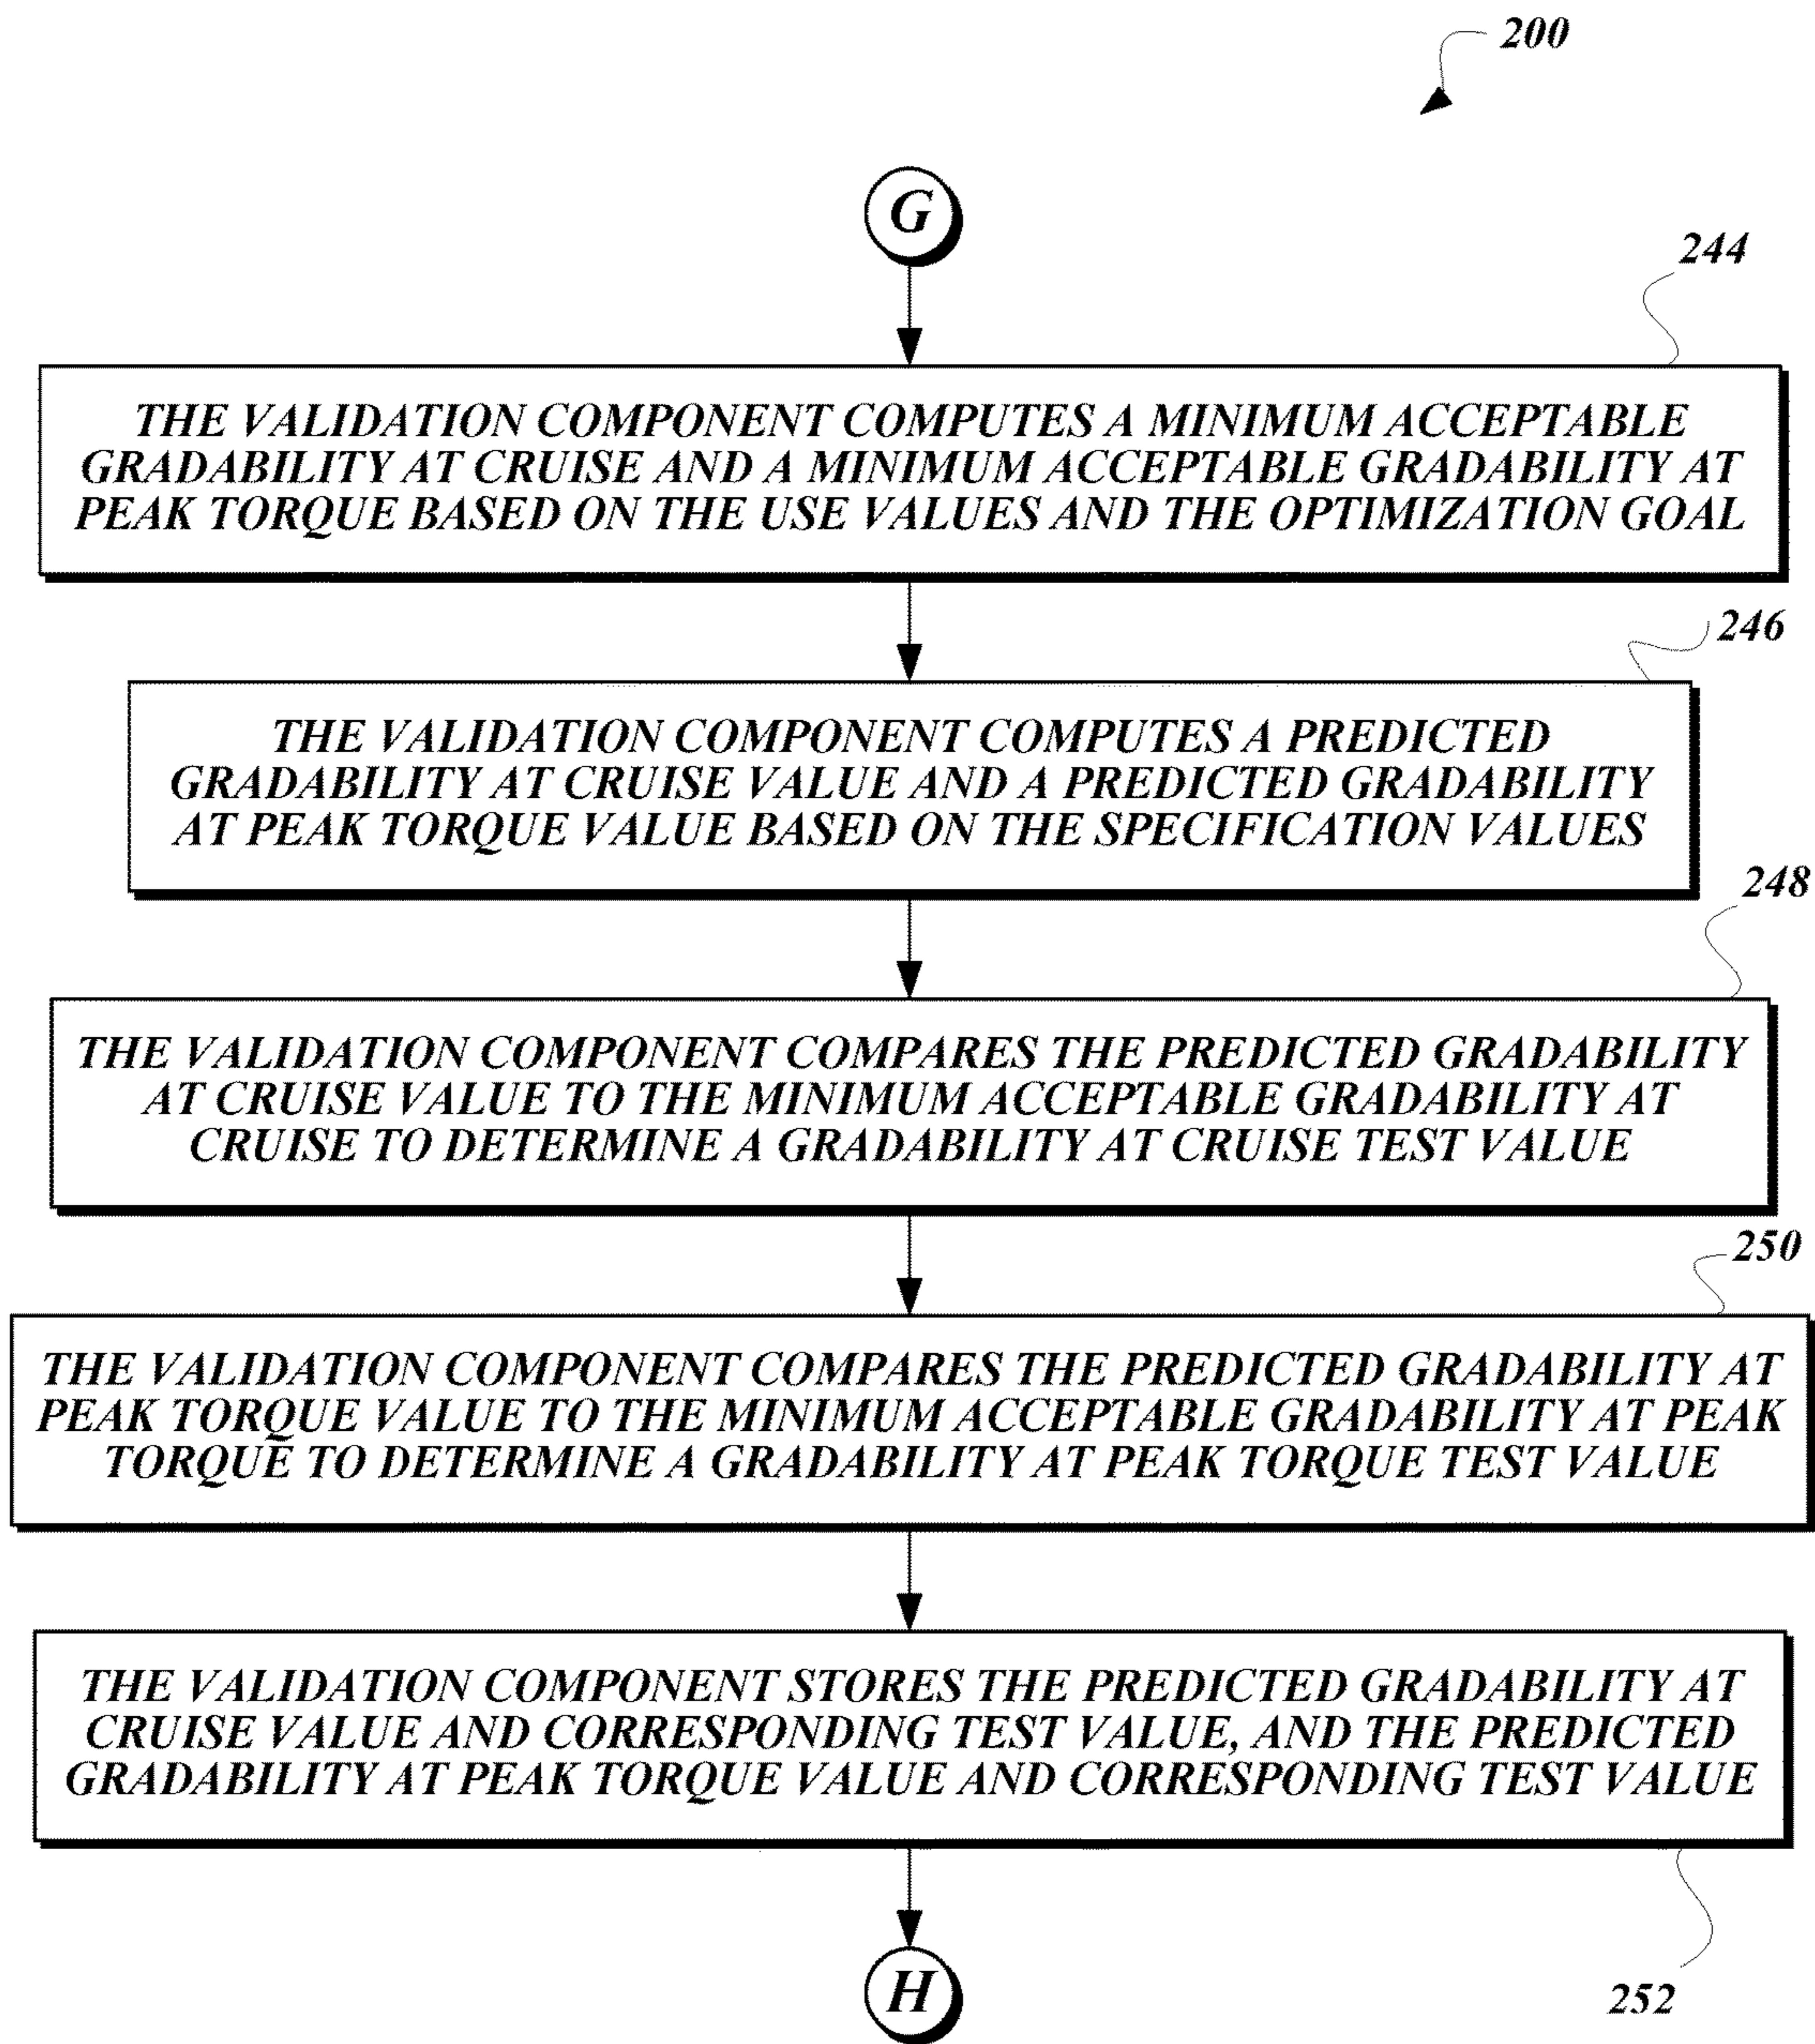 200
G
244
THE VALIDATION COMPONENT COMPUTES A MINIMUM ACCEPTABLE
GRADABILITY AT CRUISE AND A MINIMUM ACCEPTABLE GRADABILITY AT
PEAK TORQUE BASED ON THE USE VALUES AND THE OPTIMIZATION GOAL
246
THE VALIDATION COMPONENT COMPUTES A PREDICTED
GRADABILITY AT CRUISE VALUE AND A PREDICTED GRADABILITY
AT PEAK TORQUE VALUE BASED ON THE SPECIFICATION VALUES
248
THE VALIDATION COMPONENT COMPARES THE PREDICTED GRADABILITY
AT CRUISE VALUE TO THE MINIMUM ACCEPTABLE GRADABILITY AT
CRUISE TO DETERMINE A GRADABILITY AT CRUISE TEST VALUE
250
THE VALIDATION COMPONENT COMPARES THE PREDICTED GRADABILITY AT
PEAK TORQUE VALUE TO THE MINIMUM ACCEPTABLE GRADABILITY AT PEAK
TORQUE TO DETERMINE A GRADABILITY AT PEAK TORQUE TEST VALUE
THE VALIDATION COMPONENT STORES THE PREDICTED GRADABILITY AT
CRUISE VALUE AND CORRESPONDING TEST VALUE, AND THE PREDICTED
GRADABILITY AT PEAK TORQUE VALUE AND CORRESPONDING TEST VALUE
H
252